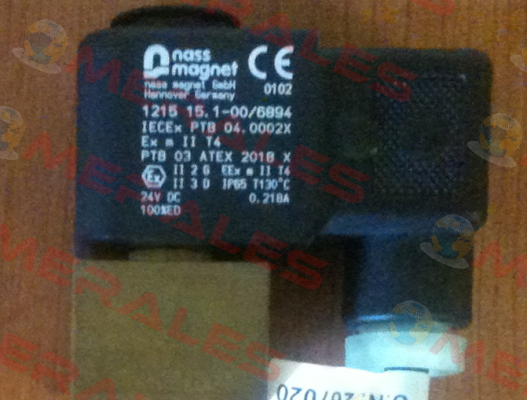 nass
magnet
nass magnet GmbH
Hannover Germany
CE
0102
1215 15.1-00/6894
IECEx PTB 04.0002X
Ex m II T4
PTB 03 ATEX 2018 X
Ex II 2 G EEx m II T4
II 3 D IP65 T130°C
24V DC 0.218A
100%ED
MERALES